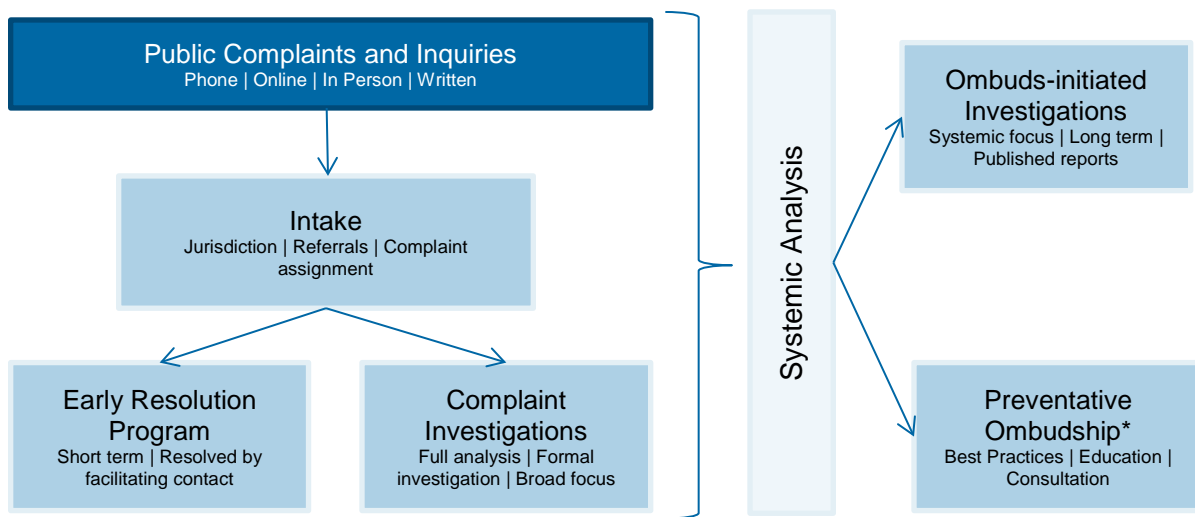 Public Complaints and Inquiries
Phone | Online | In Person | Written
Intake
Jurisdiction | Referrals | Complaint
assignment
Early Resolution
Program
Short term | Resolved by
facilitating contact
Complaint
Investigations
Full analysis | Formal
investigation | Broad focus
Systemic Analysis
Ombuds-initiated
Investigations
Systemic focus | Long term |
Published reports
Preventative
Ombudship*
Best Practices | Education |
Consultation